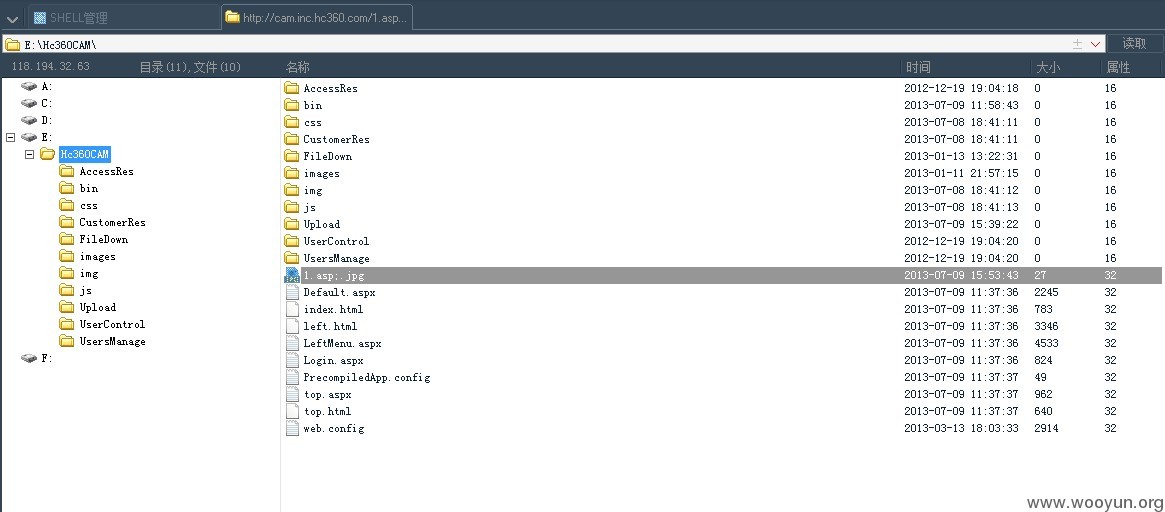 SHELL管理 http://cam.inc.hc360.com/1.asp...
E:\Hc360CAM\ 读取
118.194.32.63 目录(11),文件(10) 名称 时间 大小 属性
A: AccessRes 2012-12-19 19:04:18 0 16
C: bin 2013-07-09 11:58:43 0 16
D: css 2013-07-08 18:41:11 0 16
E: CustomerRes 2013-07-08 18:41:11 0 16
Hc360CAM FileDown 2013-01-13 13:22:31 0 16
AccessRes images 2013-01-11 21:57:15 0 16
bin img 2013-07-08 18:41:12 0 16
css js 2013-07-08 18:41:13 0 16
CustomerRes Upload 2013-07-09 15:39:22 0 16
FileDown UserControl 2012-12-19 19:04:20 0 16
images UsersManage 2012-12-19 19:04:20 0 16
img 1.asp;.jpg 2013-07-09 15:53:43 27 32
js Default.aspx 2013-07-09 11:37:36 2245 32
Upload index.html 2013-07-09 11:37:36 783 32
UserControl left.html 2013-07-09 11:37:36 3346 32
UsersManage LeftMenu.aspx 2013-07-09 11:37:36 4533 32
F: Login.aspx 2013-07-09 11:37:36 824 32
PrecompiledApp.config 2013-07-09 11:37:37 49 32
top.aspx 2013-07-09 11:37:37 962 32
top.html 2013-07-09 11:37:37 640 32
web.config 2013-03-13 18:03:33 2914 32
www.wooyun.org